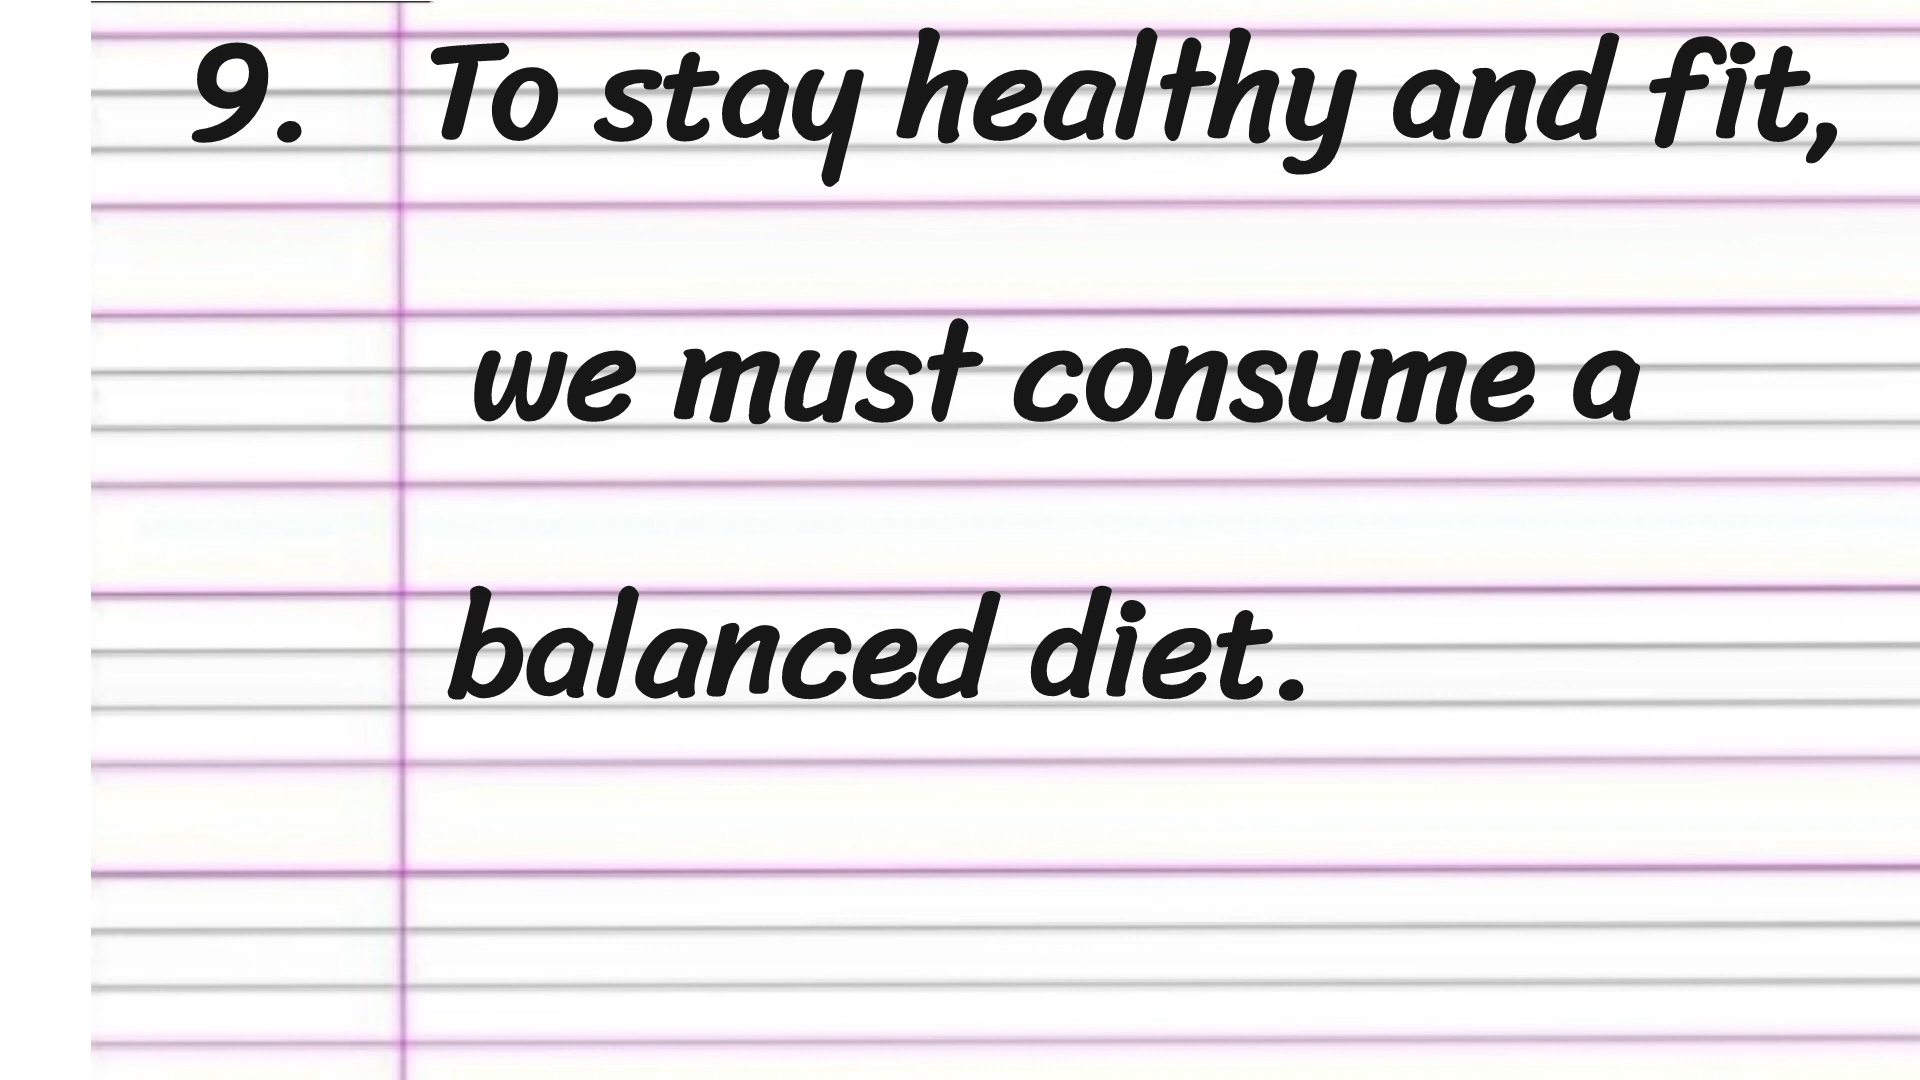 9. To stay healthy and fit,
we must consume a
balanced diet.